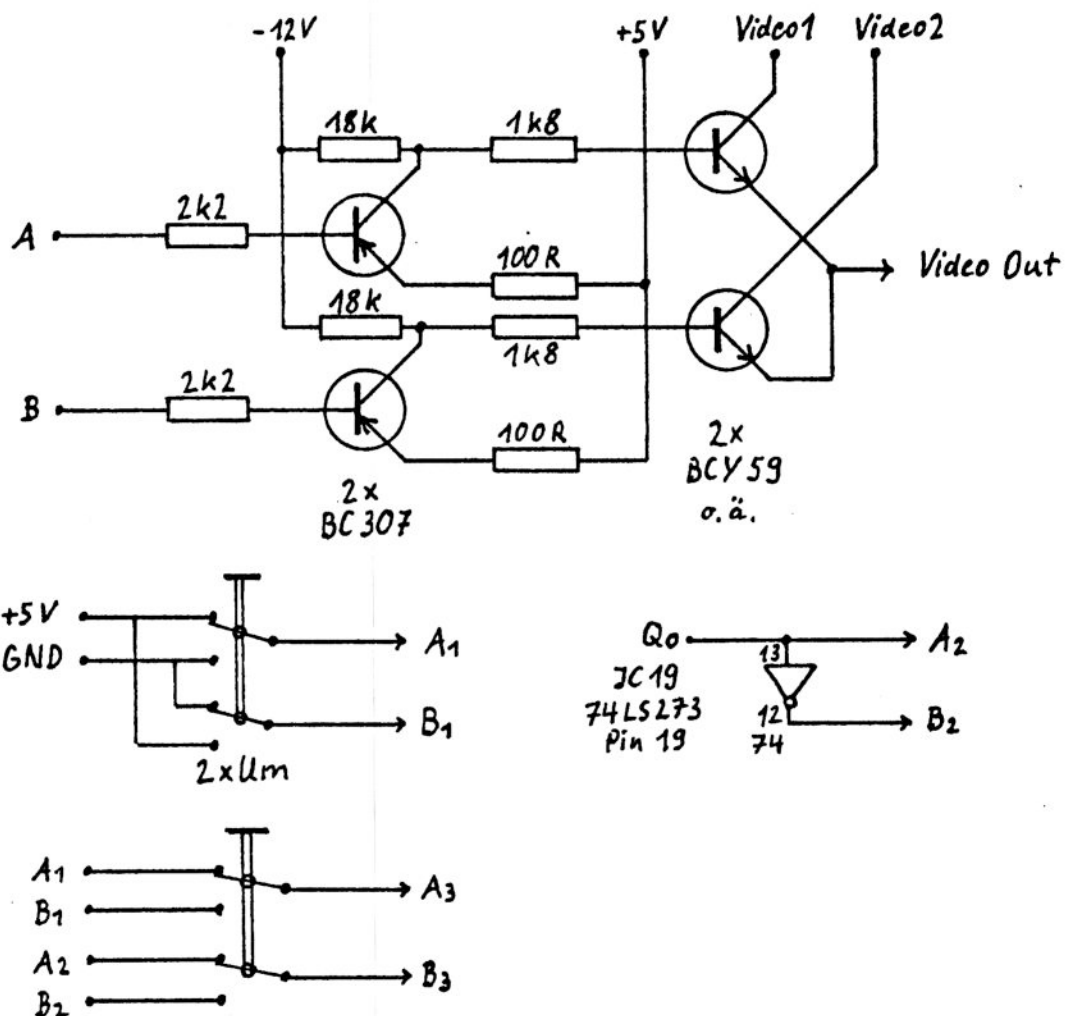 -12V +5V Video1 Video2
18k 1k8
2k2
A
100R
Video Out
18k
1k8
2k2
B
100R
2x
BC307
2x
BCY59
o.ä.
+5V
GND
A1
B1
2xUm
Q0
13
A2
JC19
74LS273
Pin 19
12
74
B2
A1
B1
A2
B2
A3
B3